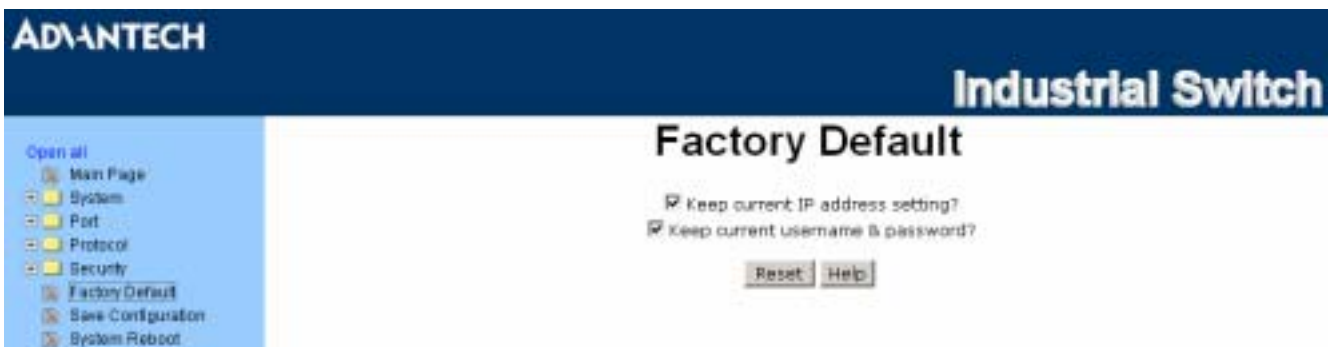 ADVANTECH
Industrial Switch
Open all
Main Page
System
Port
Protocol
Security
Factory Default
Save Configuration
System Reboot
Factory Default
Keep current IP address setting?
Keep current username & password?
Reset Help